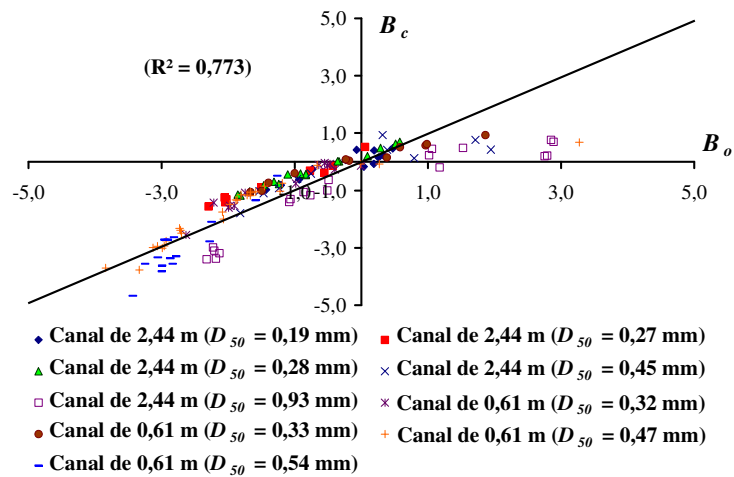 5,0
B c
(R² = 0,773)
3,0
1,0
B o
-5,0 -3,0 -1,0 1,0 3,0 5,0
-1,0
-3,0
-5,0
Canal de 2,44 m (D 50 = 0,19 mm) Canal de 2,44 m (D 50 = 0,27 mm)
Canal de 2,44 m (D 50 = 0,28 mm) Canal de 2,44 m (D 50 = 0,45 mm)
Canal de 2,44 m (D 50 = 0,93 mm) Canal de 0,61 m (D 50 = 0,32 mm)
Canal de 0,61 m (D 50 = 0,33 mm) Canal de 0,61 m (D 50 = 0,47 mm)
Canal de 0,61 m (D 50 = 0,54 mm)